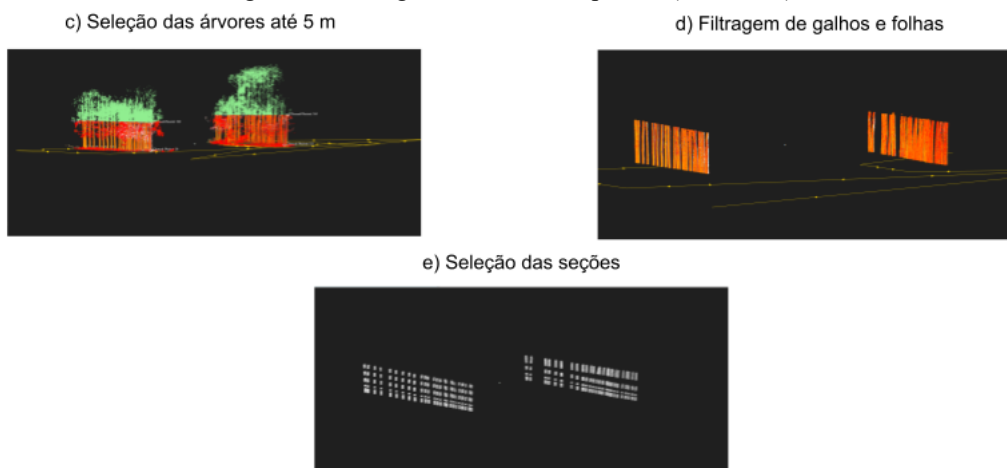 c) Seleção das árvores até 5 m
d) Filtragem de galhos e folhas
e) Seleção das seções